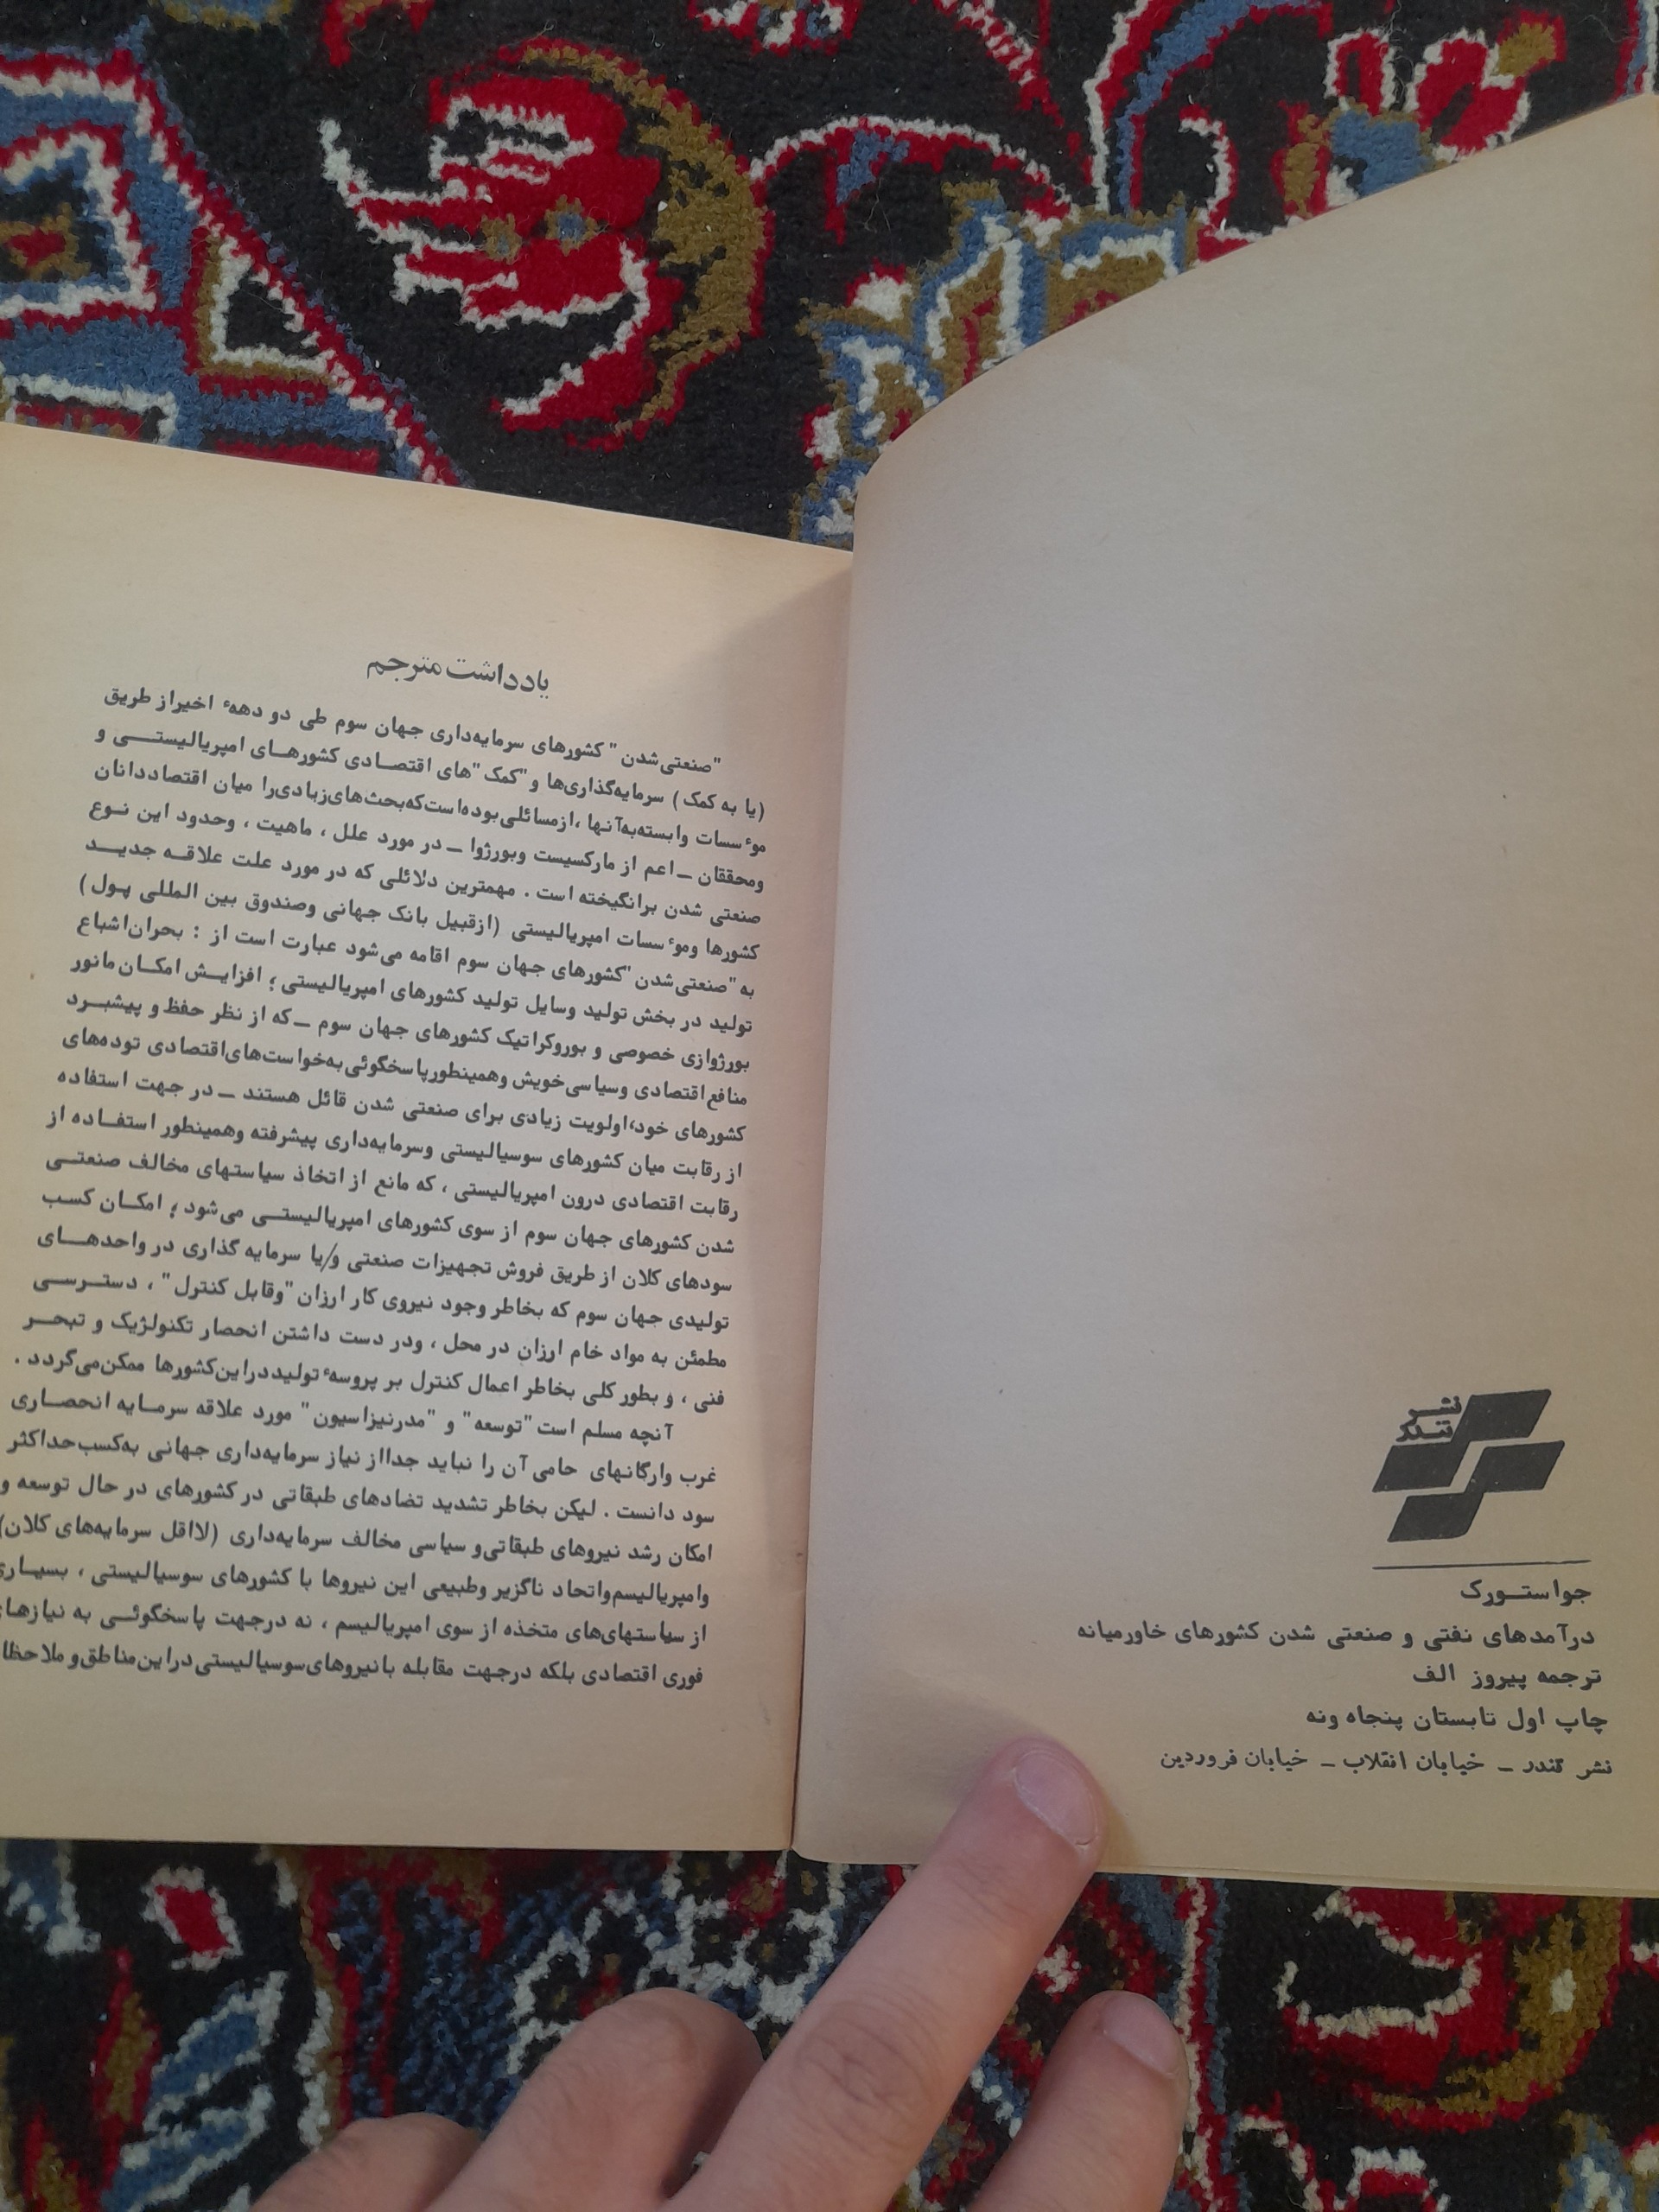 نشر
تندر
جو استورک
درآمدهای نفتی و صنعتی شدن کشورهای خاورمیانه
ترجمه پیروز الف
چاپ اول تابستان پنجاه ونه
نشر تندر - خیابان انقلاب - خیابان فروردین
یادداشت مترجم
"صنعتی‌شدن" کشورهای سرمایه‌داری جهان سوم طی دو دههٔ اخیراز طریق
(یا به کمک) سرمایه‌گذاری‌ها و"کمک"های اقتصادی کشورهای امپریالیستی و
موٴسسات وابسته‌به‌آنها،ازمسائلی‌بوده‌است‌که‌بحث‌های‌زیادی‌را میان اقتصاددانان
ومحققان ــ اعم از مارکسیست وبورژوا ــ در مورد علل، ماهیت، وحدود این نوع
صنعتی شدن برانگیخته است. مهمترین دلائلی که در مورد علت علاقه جدید
کشورها وموٴسسات امپریالیستی (ازقبیل بانک جهانی وصندوق بین المللی پول)
به"صنعتی‌شدن"کشورهای جهان سوم اقامه می‌شود عبارت است از: بحران‌اشباع
تولید در بخش تولید وسایل تولید کشورهای امپریالیستی؛ افزایش امکان‌مانور
بورژوازی خصوصی و بوروکراتیک کشورهای جهان سوم ــ که از نظر حفظ و پیشبرد
منافع‌اقتصادی وسیاسی‌خویش وهمینطورپاسخگوئی‌به‌خواست‌های‌اقتصادی توده‌های
کشورهای خود،اولویت زیادی برای صنعتی شدن قائل هستند ــ در جهت استفاده
از رقابت میان کشورهای سوسیالیستی وسرمایه‌داری پیشرفته وهمینطور استفاده از
رقابت اقتصادی درون امپریالیستی، که مانع از اتخاذ سیاستهای مخالف صنعتی
شدن کشورهای جهان سوم از سوی کشورهای امپریالیستی می‌شود؛ امکان کسب
سودهای کلان از طریق فروش تجهیزات صنعتی و/یا سرمایه گذاری در واحدهای
تولیدی جهان سوم که بخاطر وجود نیروی کار ارزان "وقابل کنترل"، دسترسی
مطمئن به مواد خام ارزان در محل، ودر دست داشتن انحصار تکنولژیک و تبحر
فنی، و بطور کلی بخاطر اعمال کنترل بر پروسهٔ تولیددراین‌کشورها ممکن‌می‌گردد.
آنچه مسلم است "توسعه" و "مدرنیزاسیون" مورد علاقه سرمایه انحصاری
غرب وارگانهای حامی آن را نباید جدااز نیاز سرمایه‌داری جهانی به‌کسب‌حداکثر
سود دانست. لیکن بخاطر تشدید تضادهای طبقاتی در کشورهای در حال توسعه و
امکان رشد نیروهای طبقاتی‌و سیاسی مخالف سرمایه‌داری (لااقل سرمایه‌های کلان)
وامپریالیسم‌واتحاد ناگزیر وطبیعی این نیروها با کشورهای سوسیالیستی، بسیاری
از سیاستهای‌های متخذه از سوی امپریالیسم، نه درجهت پاسخگوئی به نیازهای
فوری اقتصادی بلکه درجهت مقابله بانیروهای‌سوسیالیستی‌دراین‌مناطق‌و